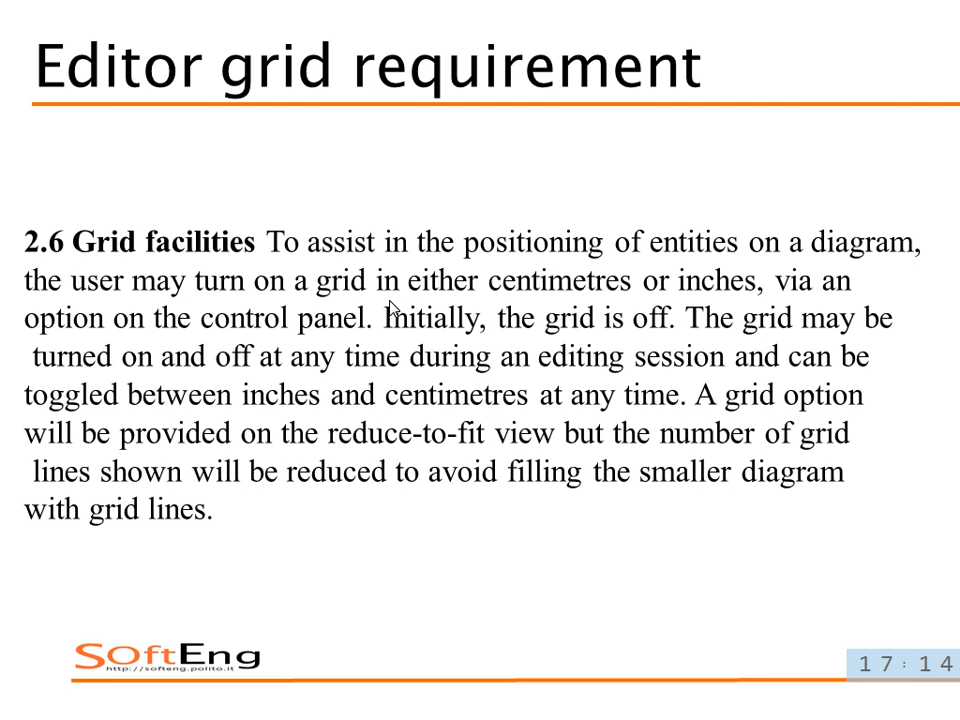 Editor grid requirement
2.6 Grid facilities To assist in the positioning of entities on a diagram,
the user may turn on a grid in either centimetres or inches, via an
option on the control panel. Initially, the grid is off. The grid may be
turned on and off at any time during an editing session and can be
toggled between inches and centimetres at any time. A grid option
will be provided on the reduce-to-fit view but the number of grid
lines shown will be reduced to avoid filling the smaller diagram
with grid lines.
SOftEng
http://softeng.polito.it
17:14